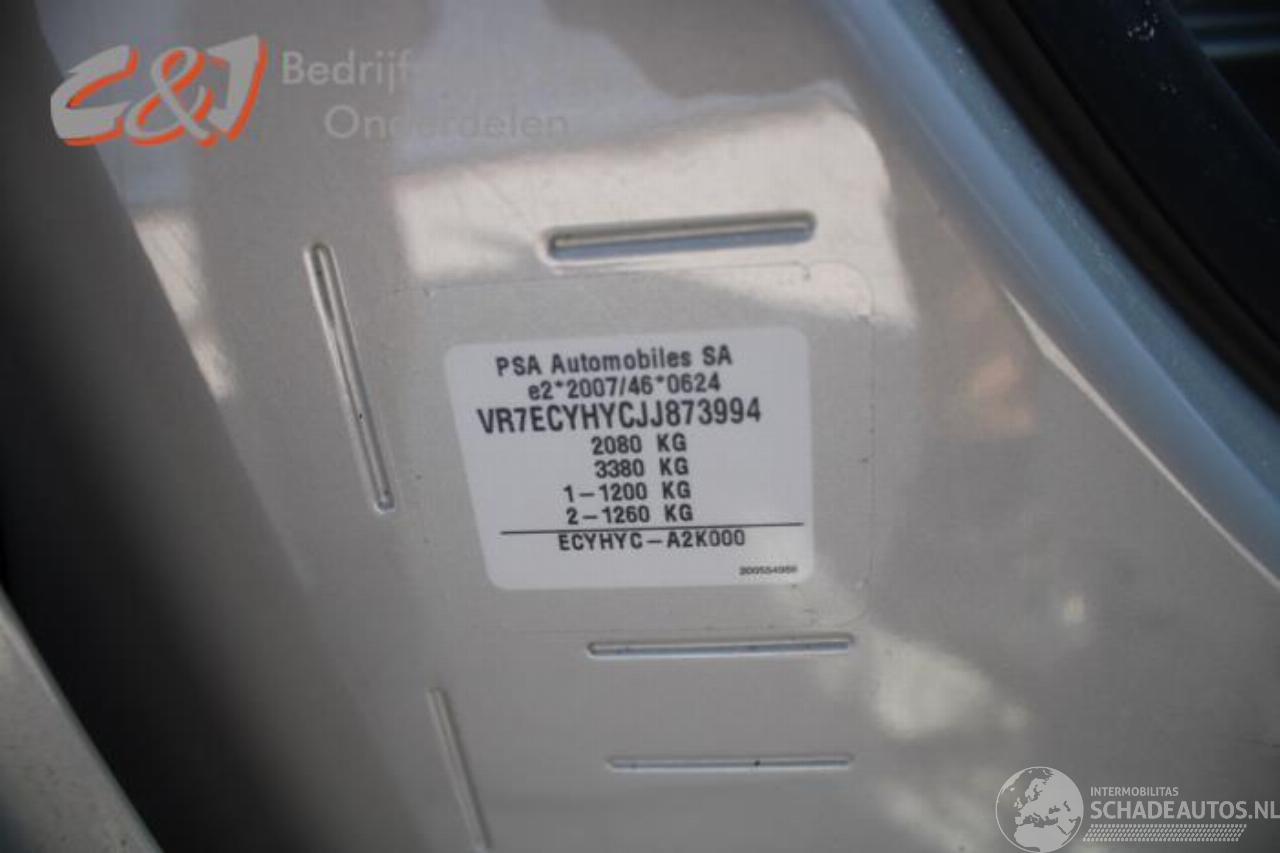 C&J Bedrijf
Onderdelen
PSA Automobiles SA
e2*2007/46*0624
VR7ECYHYCJJ873994
2080 KG
3380 KG
1-1200 KG
2-1260 KG
ECYHYC-A2K000
INTERMOBILITAS
SCHADEAUTOS.NL